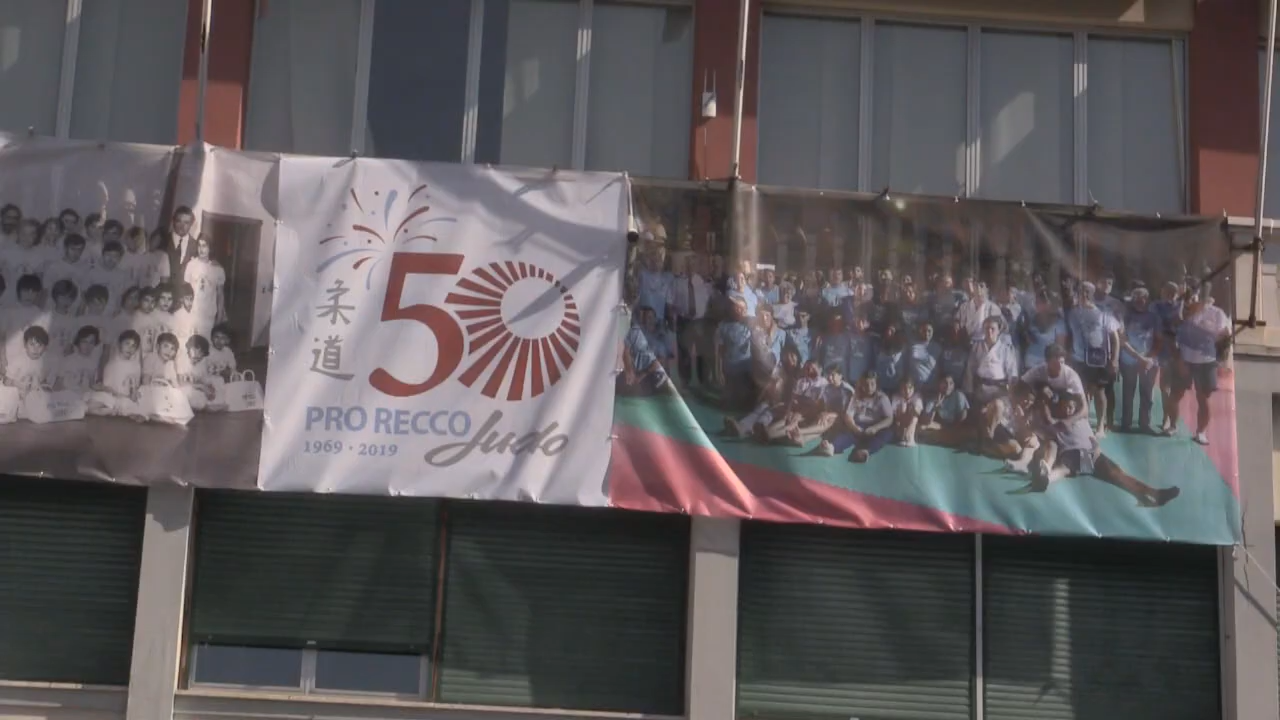 柔
道
50
PRO RECCO
Judo
1969 · 2019